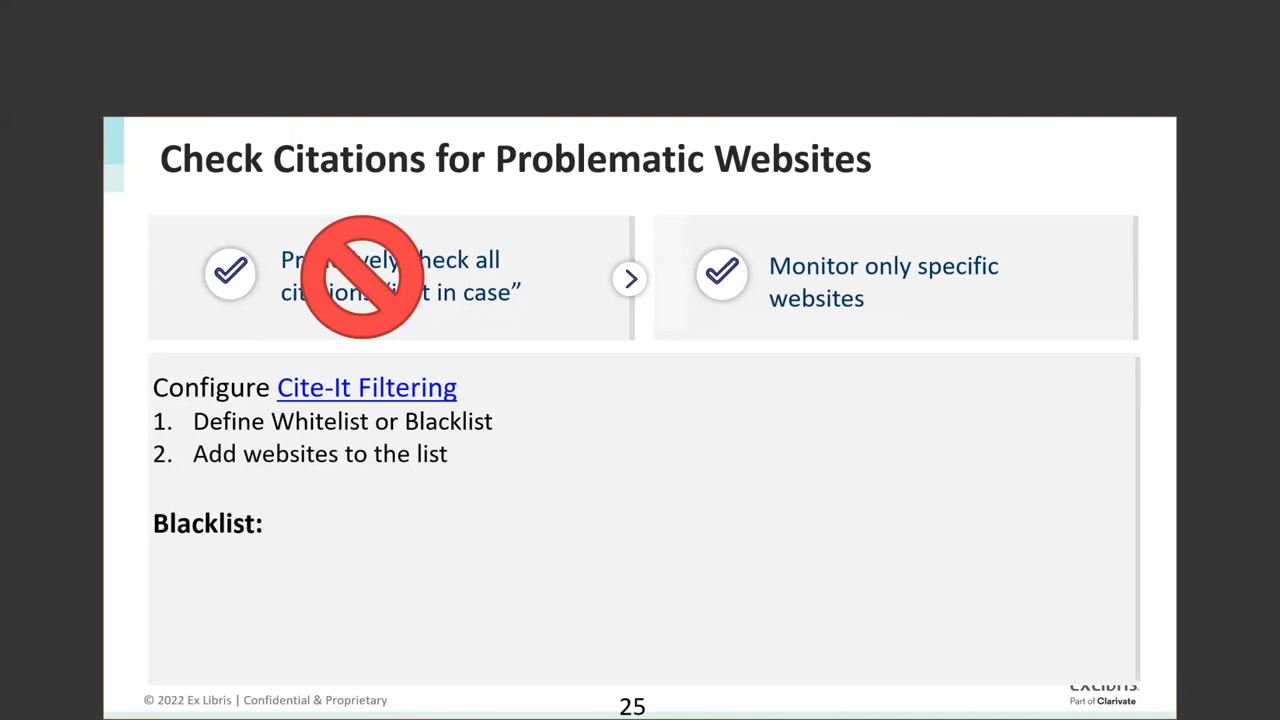 Check Citations for Problematic Websites
check all
in case”
Monitor only specific
websites
Configure Cite-It Filtering
1. Define Whitelist or Blacklist
2. Add websites to the list
Blacklist:
© 2022 Ex Libris | Confidential & Proprietary
25
ExLibris
Part of Clarivate